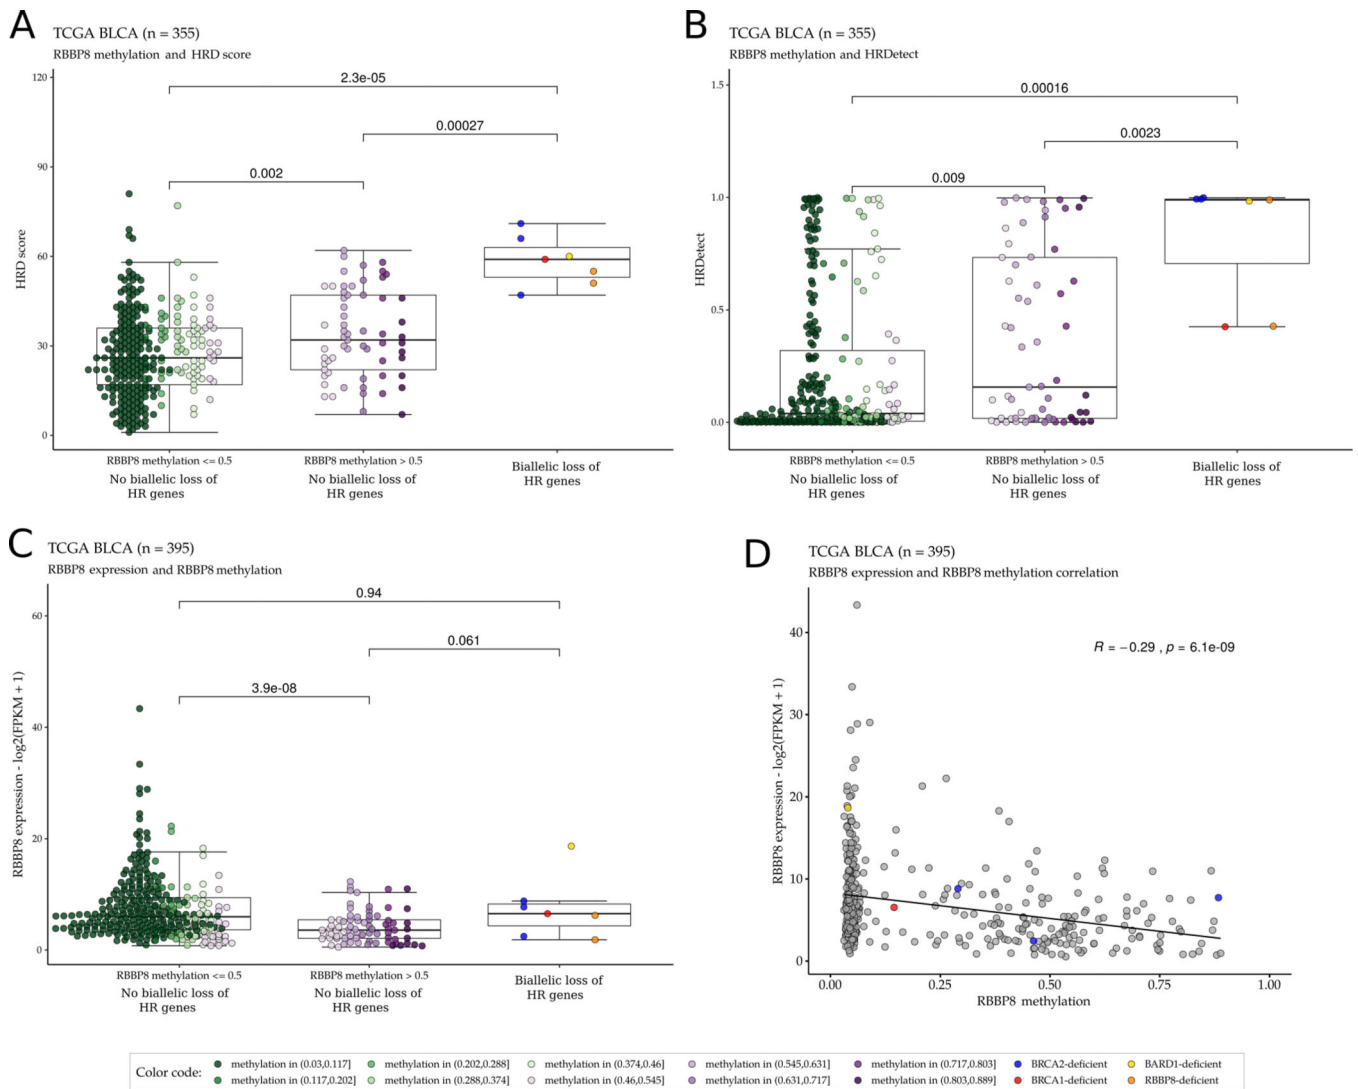 A
TCGA BLCA (n = 355)
RBBP8 methylation and HRD score
120
90
60
30
0
HRD score
2.3e-05
0.00027
0.002
RBBP8 methylation <= 0.5
No biallelic loss of
HR genes
RBBP8 methylation > 0.5
No biallelic loss of
HR genes
Biallelic loss of
HR genes
B
TCGA BLCA (n = 355)
RBBP8 methylation and HRDetect
1.5
1.0
0.5
0.0
HRDetect
0.00016
0.0023
0.009
RBBP8 methylation <= 0.5
No biallelic loss of
HR genes
RBBP8 methylation > 0.5
No biallelic loss of
HR genes
Biallelic loss of
HR genes
C
TCGA BLCA (n = 395)
RBBP8 expression and RBBP8 methylation
60
40
20
0
RBBP8 expression - log2(FPKM + 1)
0.94
0.061
3.9e-08
RBBP8 methylation <= 0.5
No biallelic loss of
HR genes
RBBP8 methylation > 0.5
No biallelic loss of
HR genes
Biallelic loss of
HR genes
D
TCGA BLCA (n = 395)
RBBP8 expression and RBBP8 methylation correlation
40
30
20
10
0
RBBP8 expression - log2(FPKM + 1)
R = −0.29 , p = 6.1e-09
0.00 0.25 0.50 0.75 1.00
RBBP8 methylation
Color code:
methylation in (0.03,0.117] methylation in (0.202,0.288] methylation in (0.374,0.46] methylation in (0.545,0.631] methylation in (0.717,0.803] BRCA2-deficient BARD1-deficient
methylation in (0.117,0.202] methylation in (0.288,0.374] methylation in (0.46,0.545] methylation in (0.631,0.717] methylation in (0.803,0.889] BRCA1-deficient RBBP8-deficient